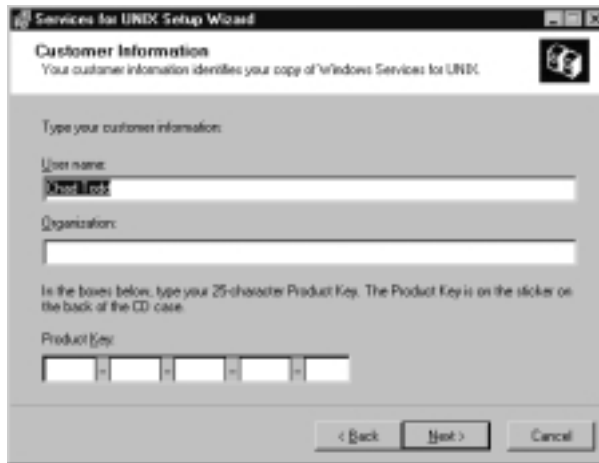 Services for UNIX Setup Wizard
Customer Information
Your customer information identifies your copy of Windows Services for UNIX.
Type your customer information:
User name:
Chad Todd
Organization:
In the boxes below, type your 25-character Product Key. The Product Key is on the sticker on
the back of the CD case.
Product Key:
- - - -
< Back Next > Cancel